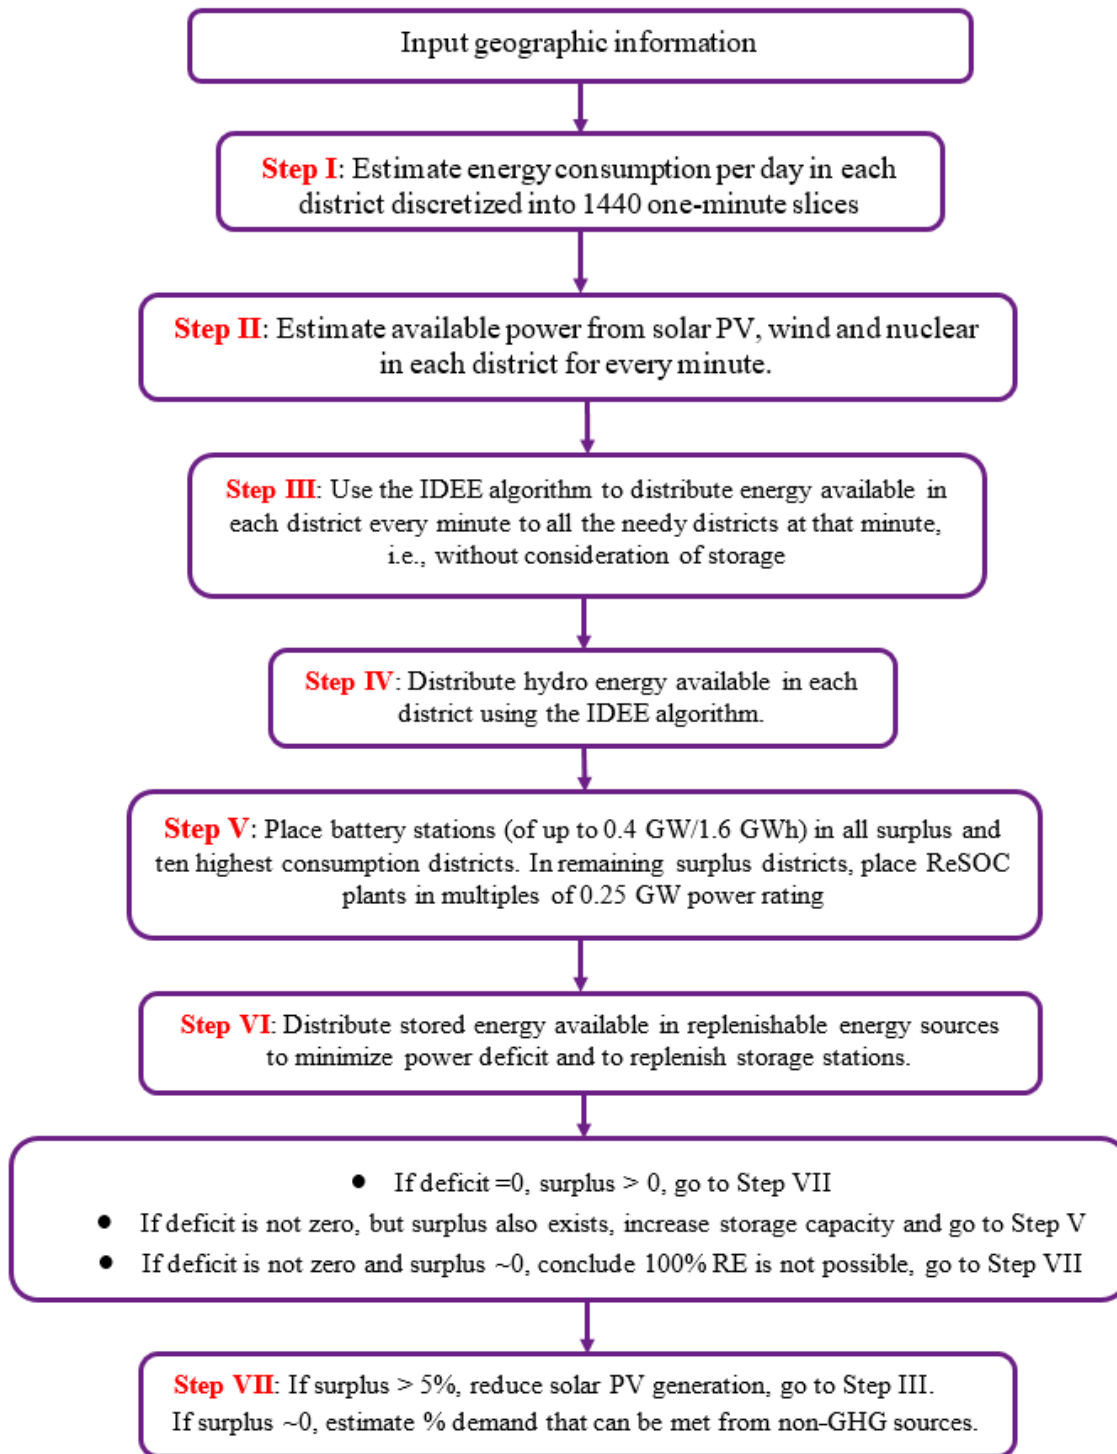 Input geographic information
Step I: Estimate energy consumption per day in each
district discretized into 1440 one-minute slices
Step II: Estimate available power from solar PV, wind and nuclear
in each district for every minute.
Step III: Use the IDEE algorithm to distribute energy available in
each district every minute to all the needy districts at that minute,
i.e., without consideration of storage
Step IV: Distribute hydro energy available in each
district using the IDEE algorithm.
Step V: Place battery stations (of up to 0.4 GW/1.6 GWh) in all surplus and
ten highest consumption districts. In remaining surplus districts, place ReSOC
plants in multiples of 0.25 GW power rating
Step VI: Distribute stored energy available in replenishable energy sources
to minimize power deficit and to replenish storage stations.
● If deficit =0, surplus > 0, go to Step VII
● If deficit is not zero, but surplus also exists, increase storage capacity and go to Step V
● If deficit is not zero and surplus ~0, conclude 100% RE is not possible, go to Step VII
Step VII: If surplus > 5%, reduce solar PV generation, go to Step III.
If surplus ~0, estimate % demand that can be met from non-GHG sources.